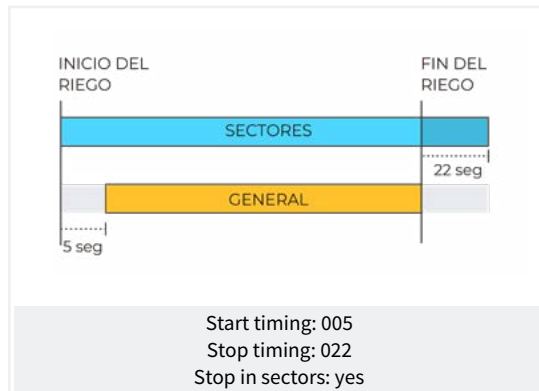 INICIO DEL
RIEGO
FIN DEL
RIEGO
SECTORES
22 seg
GENERAL
5 seg
Start timing: 005
Stop timing: 022
Stop in sectors: yes